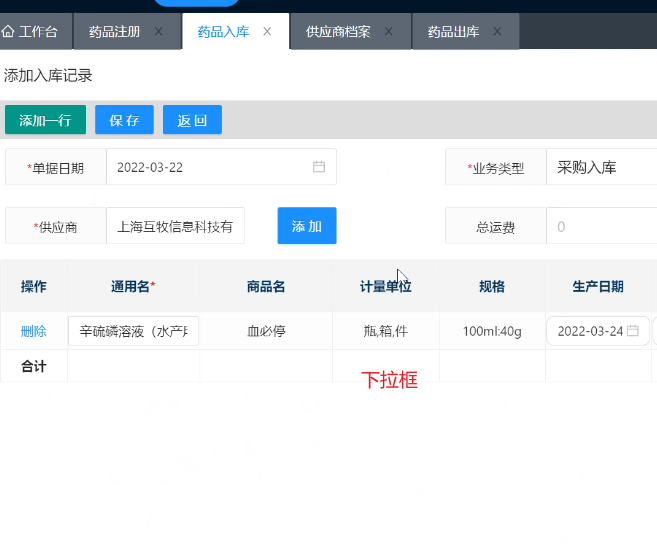 工作台 药品注册 × 药品入库 × 供应商档案 × 药品出库 ×
添加入库记录
添加一行 保 存 返 回
*单据日期 2022-03-22 *业务类型 采购入库
*供应商 上海互牧信息科技有 添 加 总运费 0
操作 通用名* 商品名 计量单位 规格 生产日期
删除 辛硫磷溶液（水产 血必停 瓶,箱,件 100ml:40g 2022-03-24
合计
下拉框